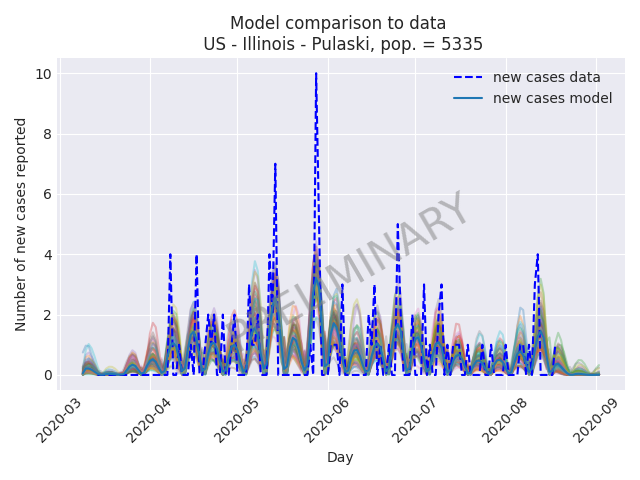 Model comparison to data
US - Illinois - Pulaski, pop. = 5335
new cases data
new cases model
Number of new cases reported
10
8
6
4
2
0
PRELIMINARY
2020-03
2020-04
2020-05
2020-06
2020-07
2020-08
2020-09
Day